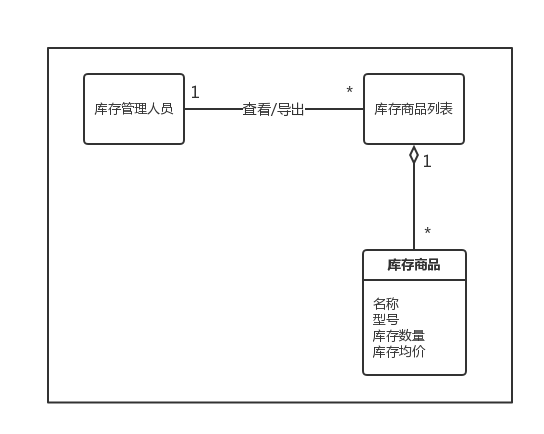 库存管理人员
1
查看/导出
*
库存商品列表
1
*
库存商品
名称
型号
库存数量
库存均价